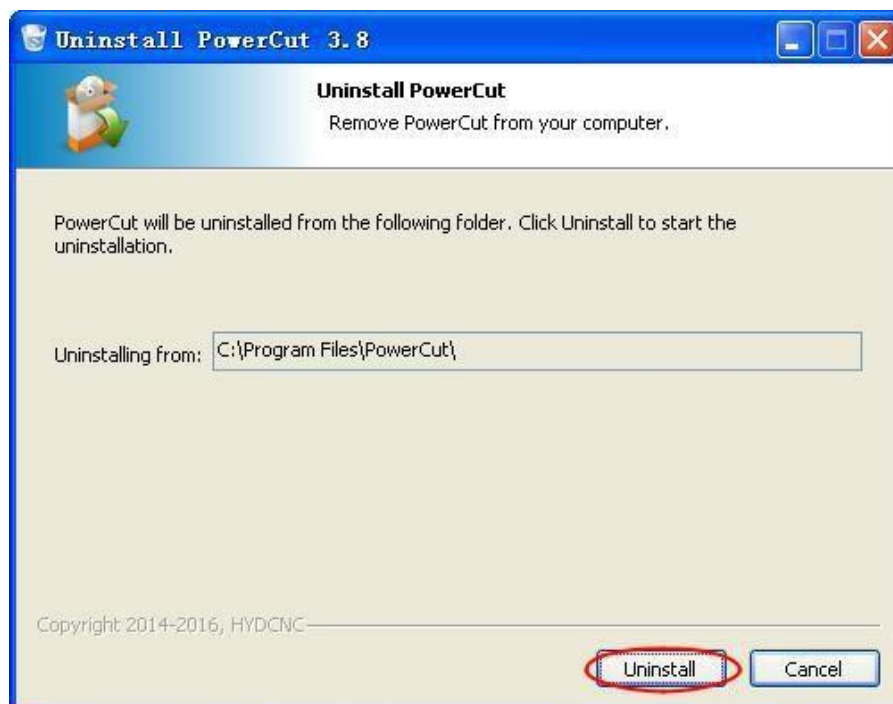 Uninstall PowerCut 3.8
Uninstall PowerCut
Remove PowerCut from your computer.
PowerCut will be uninstalled from the following folder. Click Uninstall to start the
uninstallation.
Uninstalling from: C:\Program Files\PowerCut\
Copyright 2014-2016, HYDCNC
Uninstall Cancel